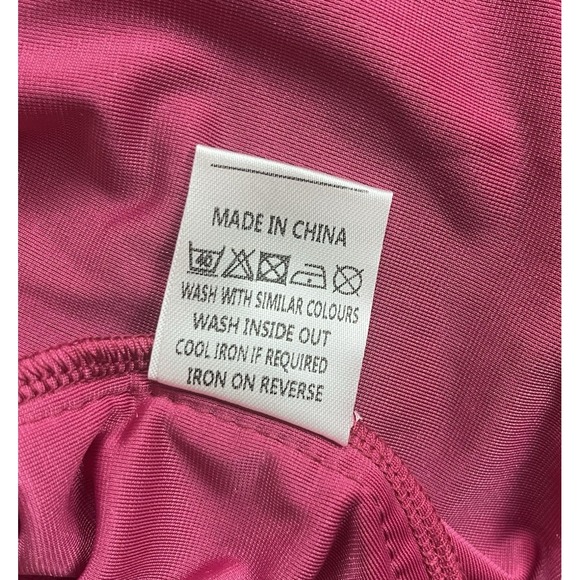 MADE IN CHINA
40
WASH WITH SIMILAR COLOURS
WASH INSIDE OUT
COOL IRON IF REQUIRED
IRON ON REVERSE